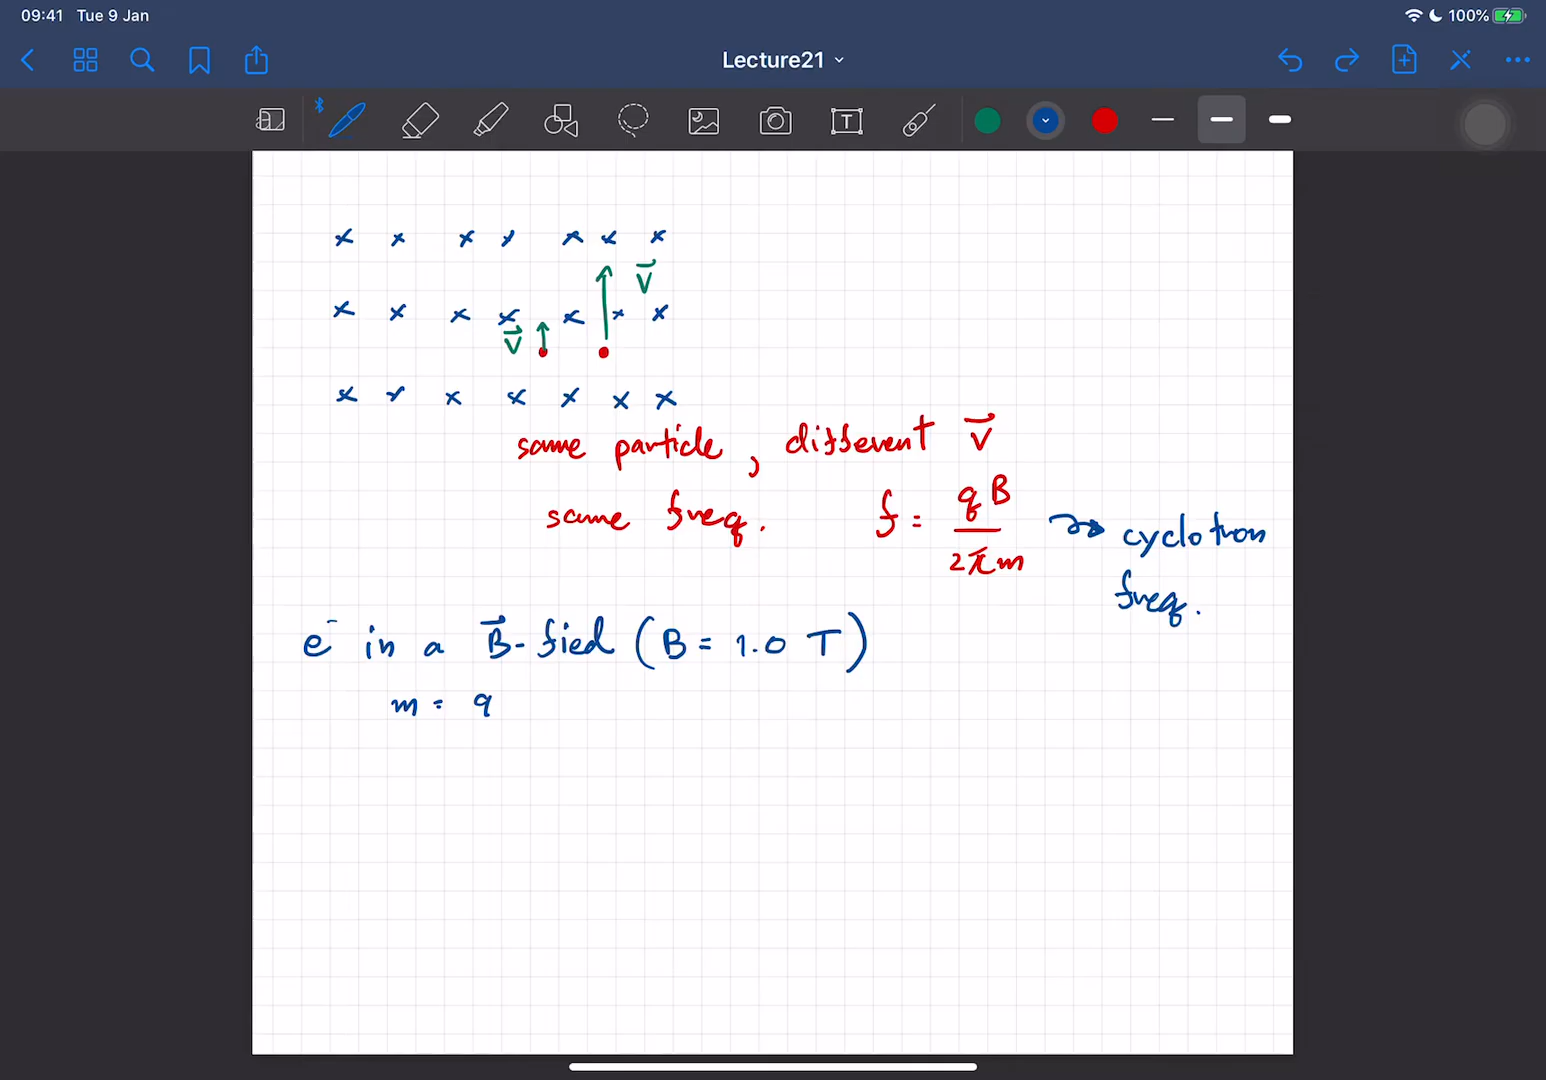 09:41 Tue 9 Jan 100%
Lecture21
T
x x x x x x x
v⃗
x x x x x x x
v⃗
x x x x x x x
same particle, different v⃗
same freq. f = qB / 2πm → cyclotron
freq.
e⁻ in a B⃗-fied (B = 1.0 T)
m = 9